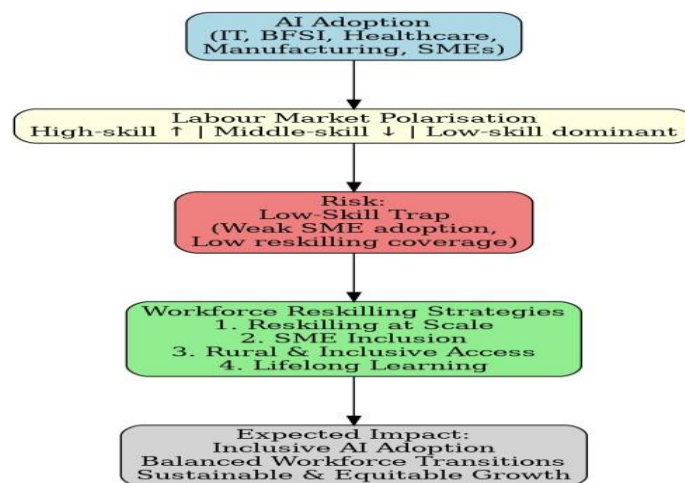 AI Adoption
(IT, BFSI, Healthcare,
Manufacturing, SMEs)
Labour Market Polarisation
High-skill ↑ | Middle-skill ↓ | Low-skill dominant
Risk:
Low-Skill Trap
(Weak SME adoption,
Low reskilling coverage)
Workforce Reskilling Strategies
1. Reskilling at Scale
2. SME Inclusion
3. Rural & Inclusive Access
4. Lifelong Learning
Expected Impact:
Inclusive AI Adoption
Balanced Workforce Transitions
Sustainable & Equitable Growth